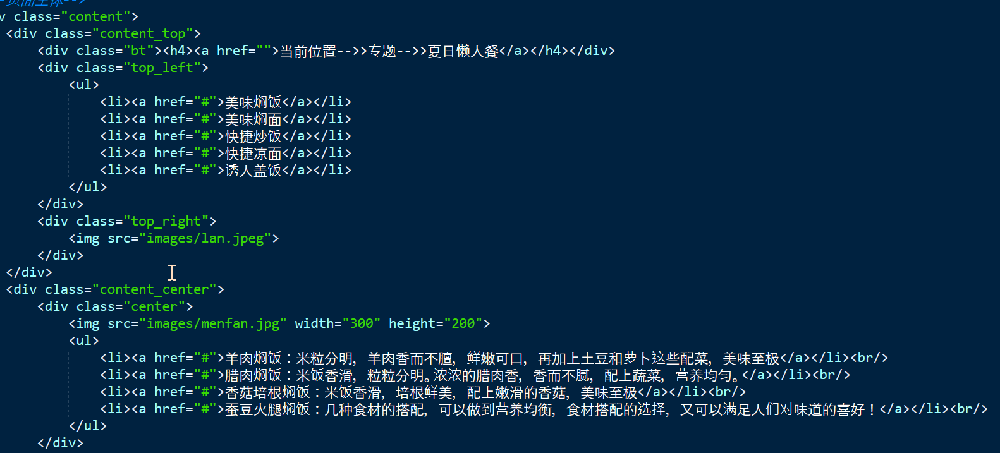 页面主体-->
v class="content">
<div class="content_top">
<div class="bt"><h4><a href="">当前位置-->>专题-->>夏日懒人餐</a></h4></div>
<div class="top_left">
<ul>
<li><a href="#">美味焖饭</a></li>
<li><a href="#">美味焖面</a></li>
<li><a href="#">快捷炒饭</a></li>
<li><a href="#">快捷凉面</a></li>
<li><a href="#">诱人盖饭</a></li>
</ul>
</div>
<div class="top_right">
<img src="images/lan.jpeg">
</div>
</div>
<div class="content_center">
<div class="center">
<img src="images/menfan.jpg" width="300" height="200">
<ul>
<li><a href="#">羊肉焖饭：米粒分明，羊肉香而不膻，鲜嫩可口，再加上土豆和萝卜这些配菜，美味至极</a></li><br/>
<li><a href="#">腊肉焖饭：米饭香滑，粒粒分明。浓浓的腊肉香，香而不腻，配上蔬菜，营养均匀。</a></li><br/>
<li><a href="#">香菇培根焖饭：米饭香滑，培根鲜美，配上嫩滑的香菇，美味至极</a></li><br/>
<li><a href="#">蚕豆火腿焖饭：几种食材的搭配，可以做到营养均衡，食材搭配的选择，又可以满足人们对味道的喜好！</a></li><br/>
</ul>
</div>